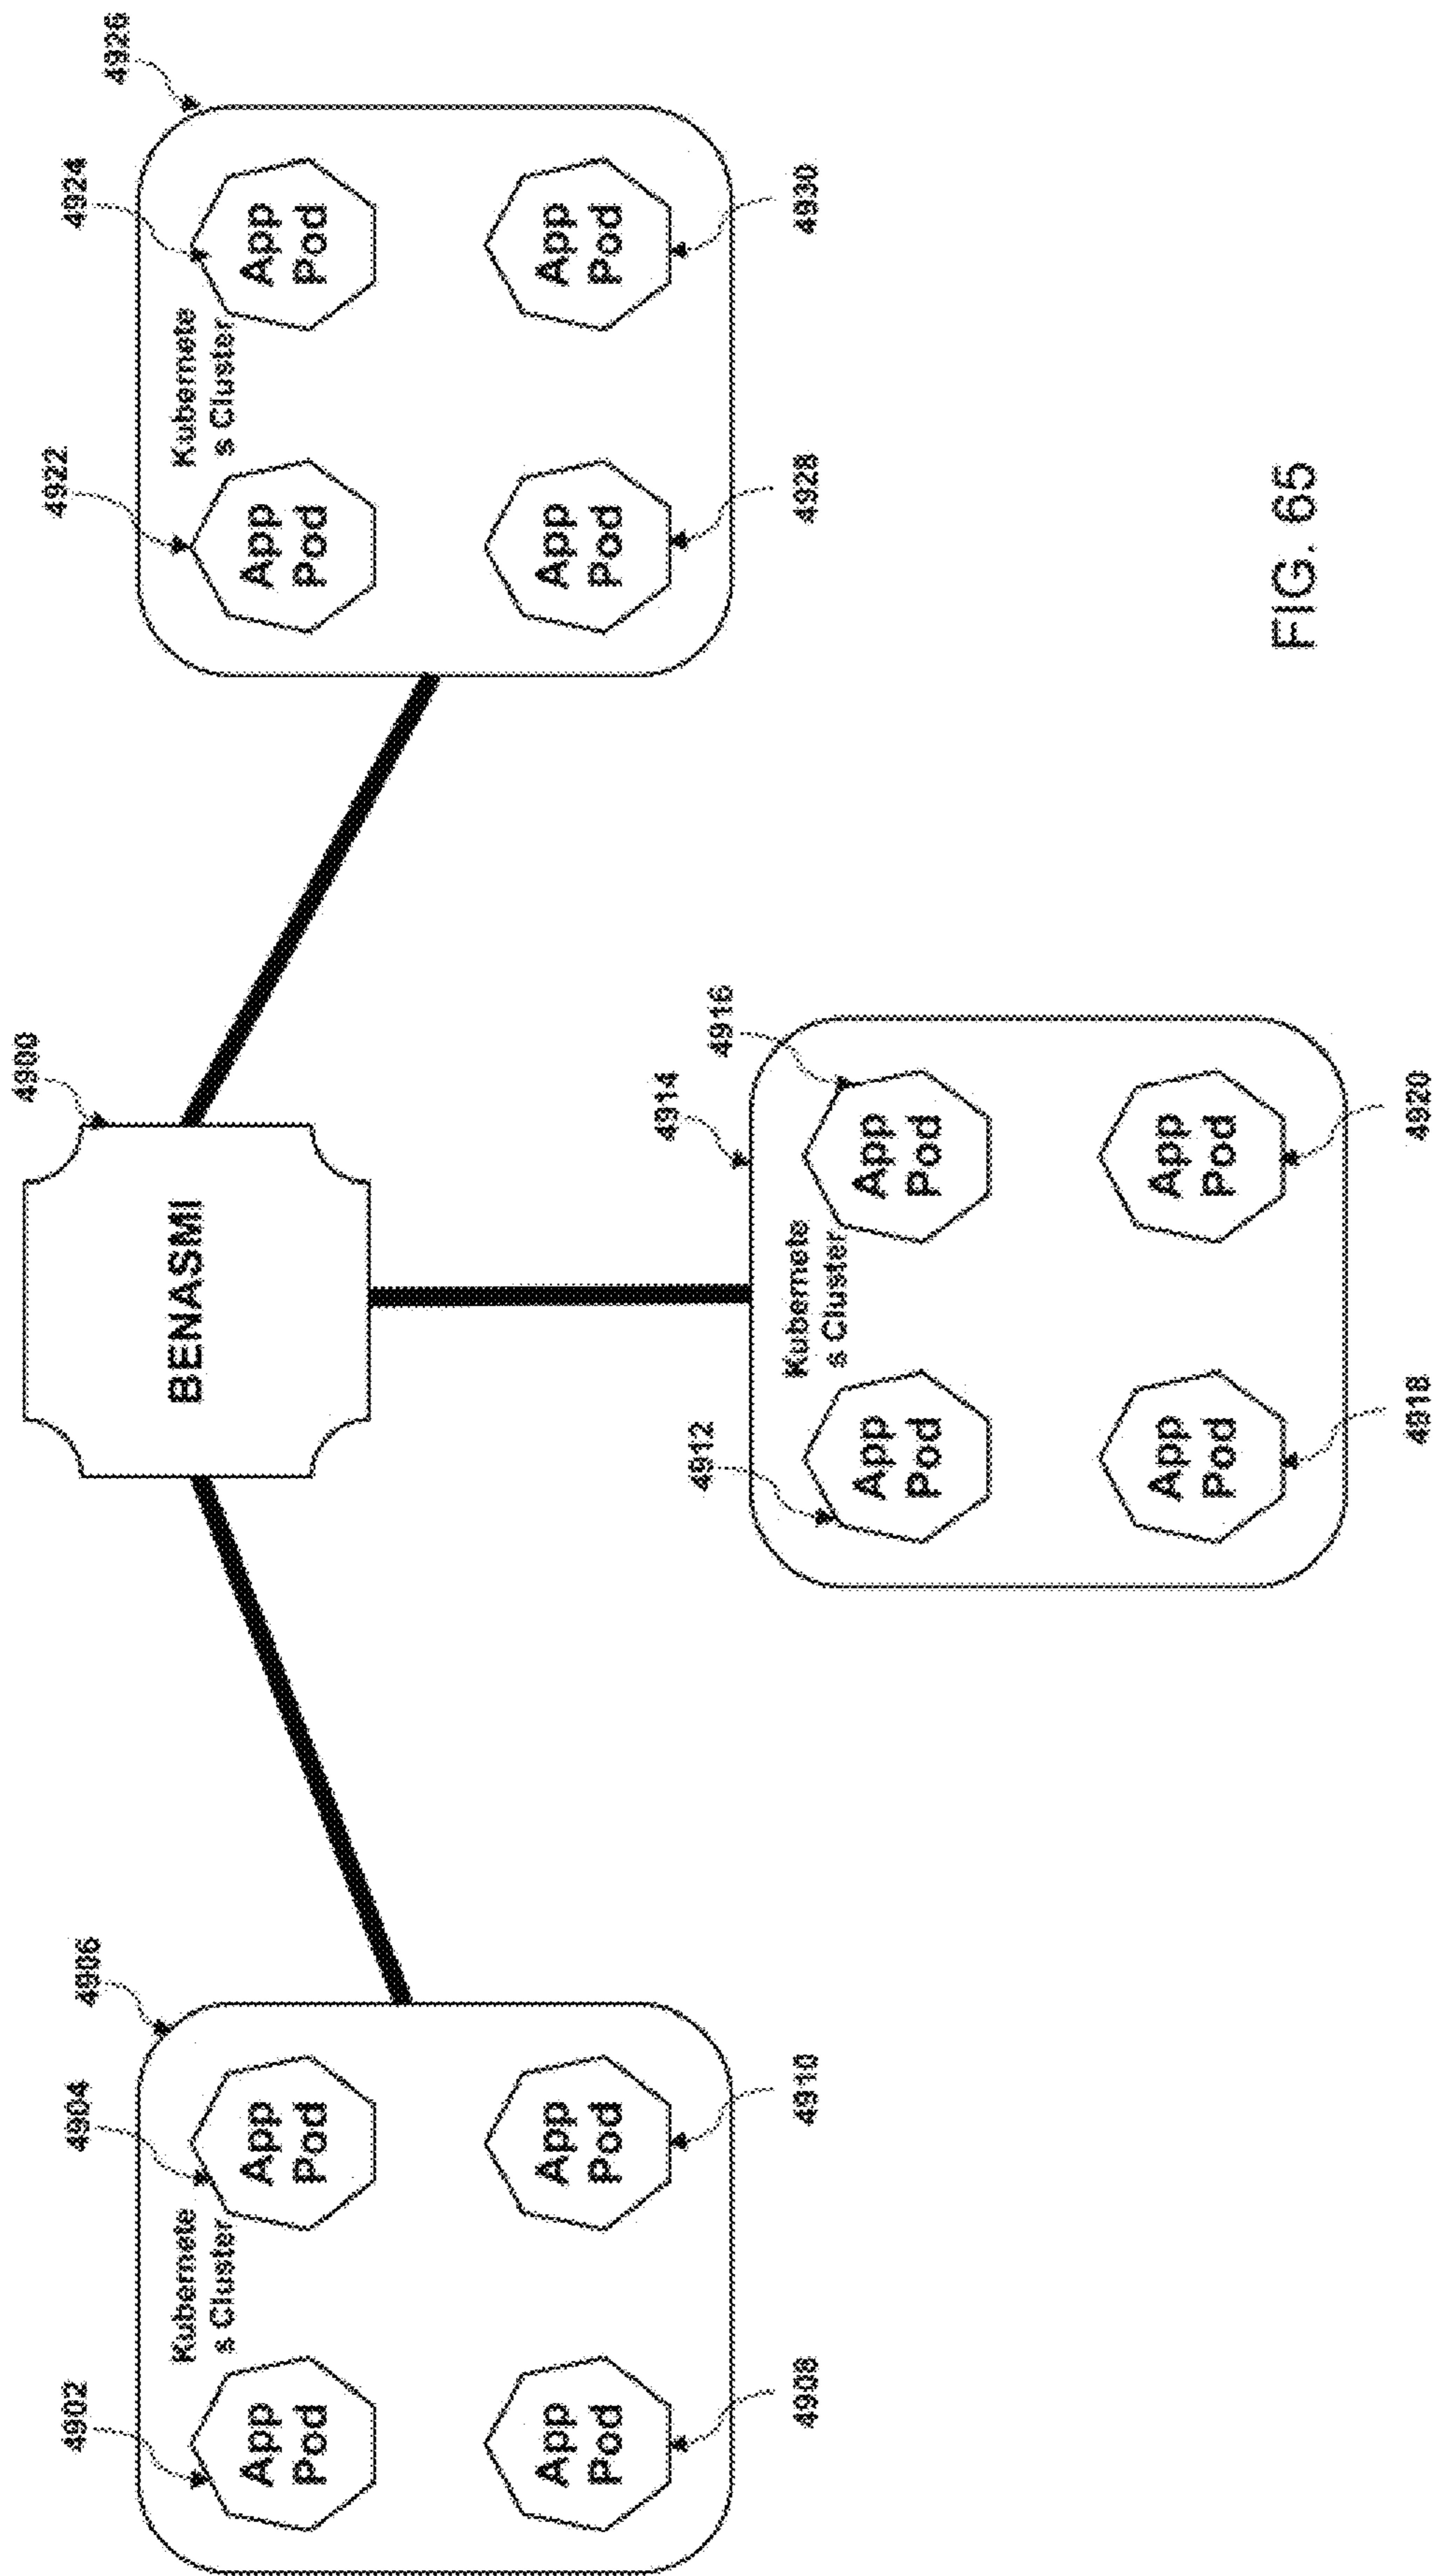 4900
BENASMI
4906
4902
4904
Kubernete
s Cluster
App
Pod
App
Pod
App
Pod
App
Pod
4908
4910
4914
4912
4916
Kubernete
s Cluster
App
Pod
App
Pod
App
Pod
App
Pod
4918
4920
4926
4922
4924
Kubernete
s Cluster
App
Pod
App
Pod
App
Pod
App
Pod
4928
4930
FIG. 65